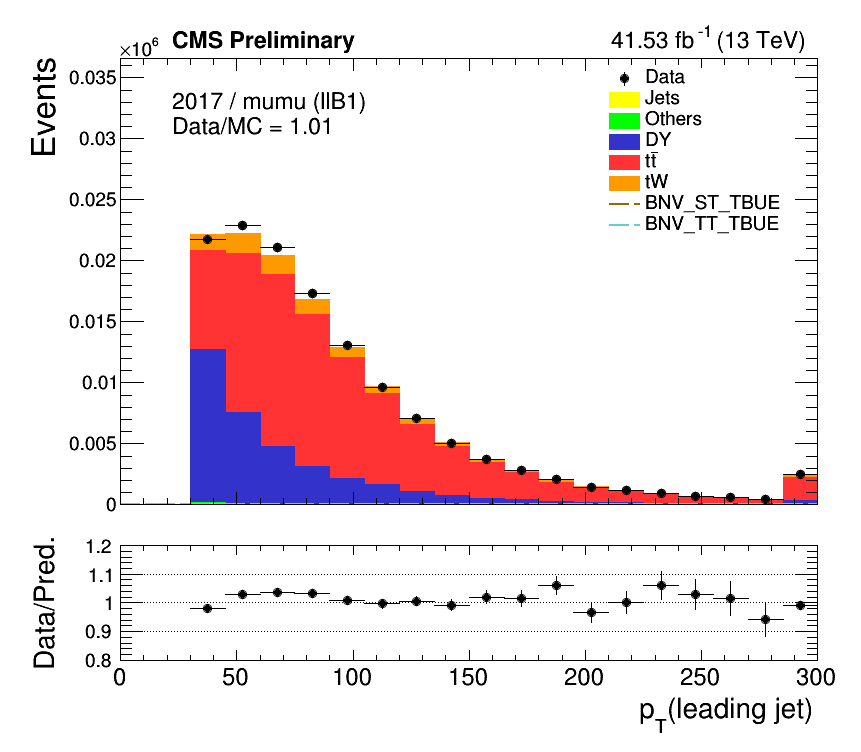 ×10⁶ CMS Preliminary 41.53 fb⁻¹ (13 TeV)
Events
0.035
0.03
0.025
0.02
0.015
0.01
0.005
0
2017 / mumu (llB1)
Data/MC = 1.01
Data
Jets
Others
DY
tt̄
tW
BNV_ST_TBUE
BNV_TT_TBUE
Data/Pred.
1.2
1.1
1
0.9
0.8
0 50 100 150 200 250 300
p_T(leading jet)